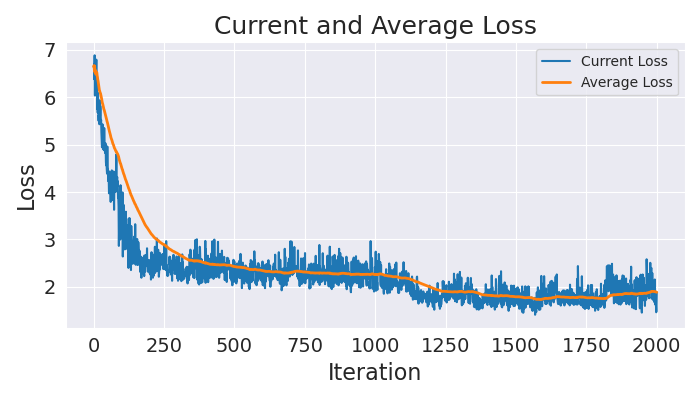 Current and Average Loss
Current Loss
Average Loss
Loss
7
6
5
4
3
2
0 250 500 750 1000 1250 1500 1750 2000
Iteration